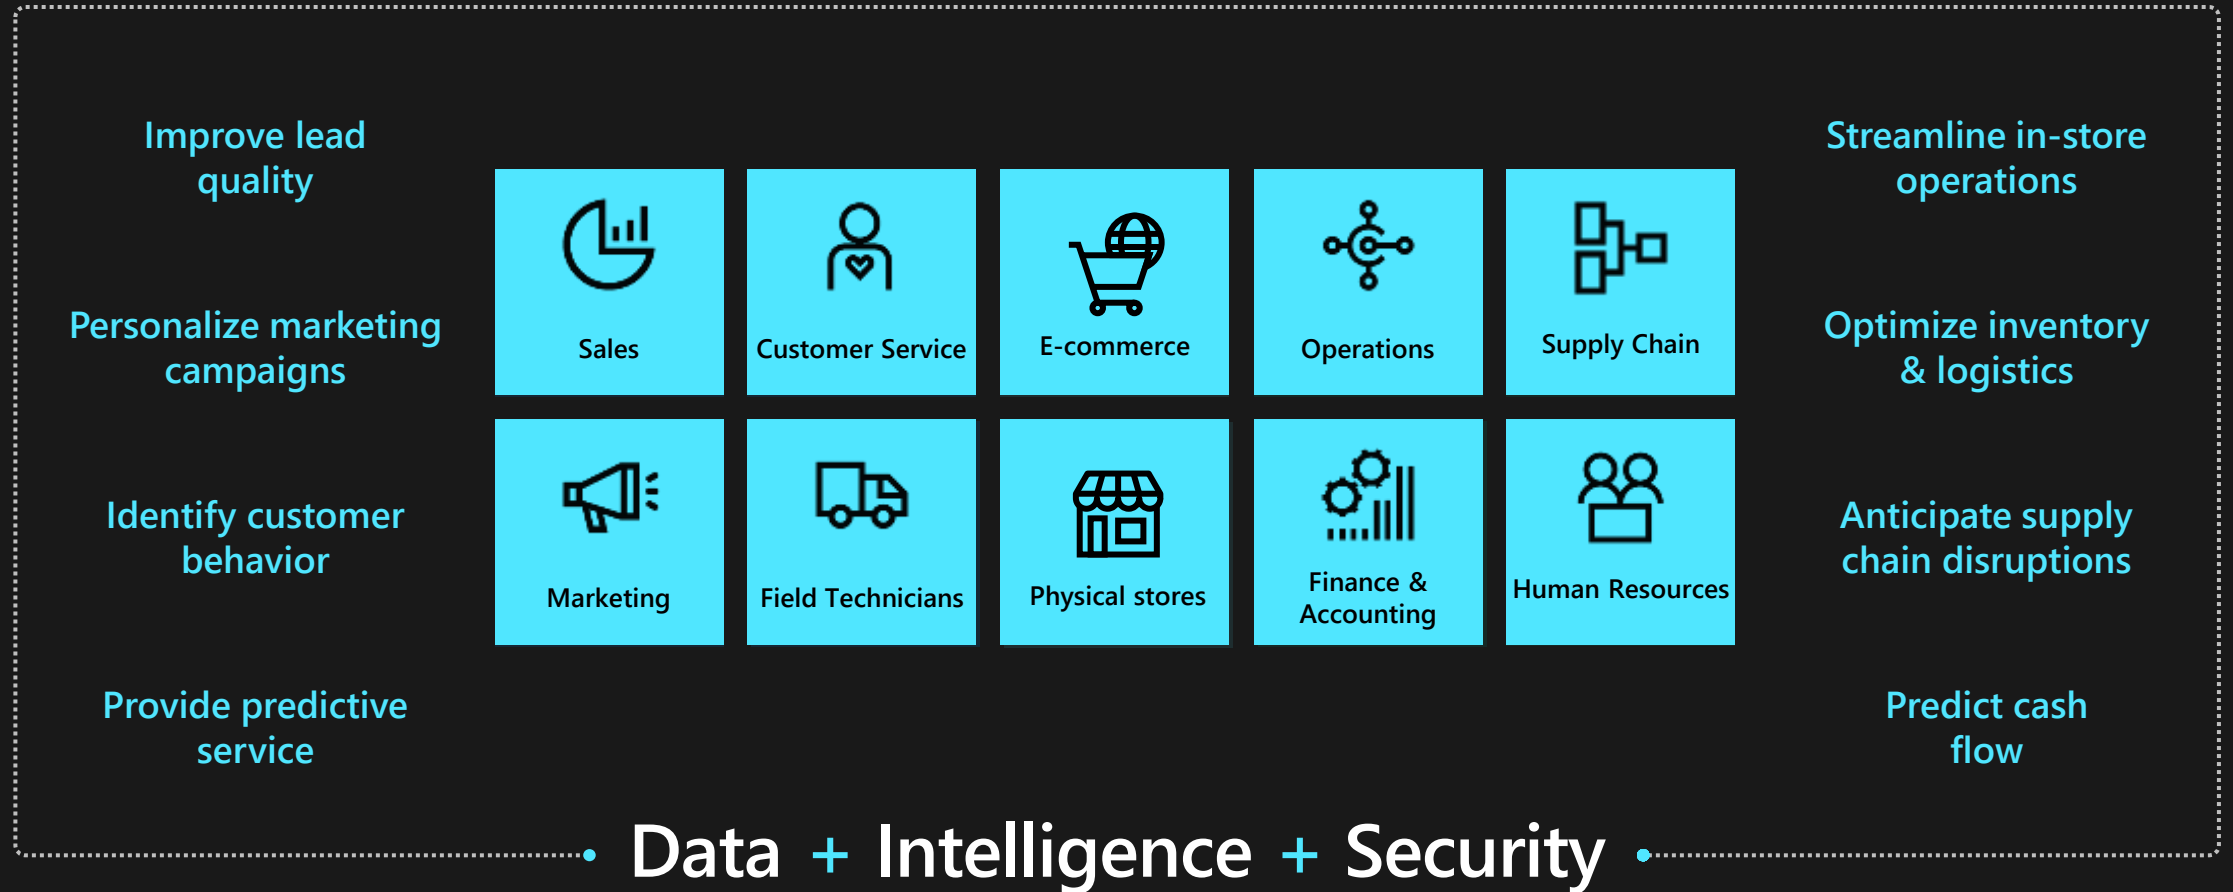 Improve lead
quality
Personalize marketing
campaigns
Identify customer
behavior
Provide predictive
service
Sales
Customer Service
E-commerce
Operations
Supply Chain
Marketing
Field Technicians
Physical stores
Finance &
Accounting
Human Resources
Streamline in-store
operations
Optimize inventory
& logistics
Anticipate supply
chain disruptions
Predict cash
flow
Data + Intelligence + Security